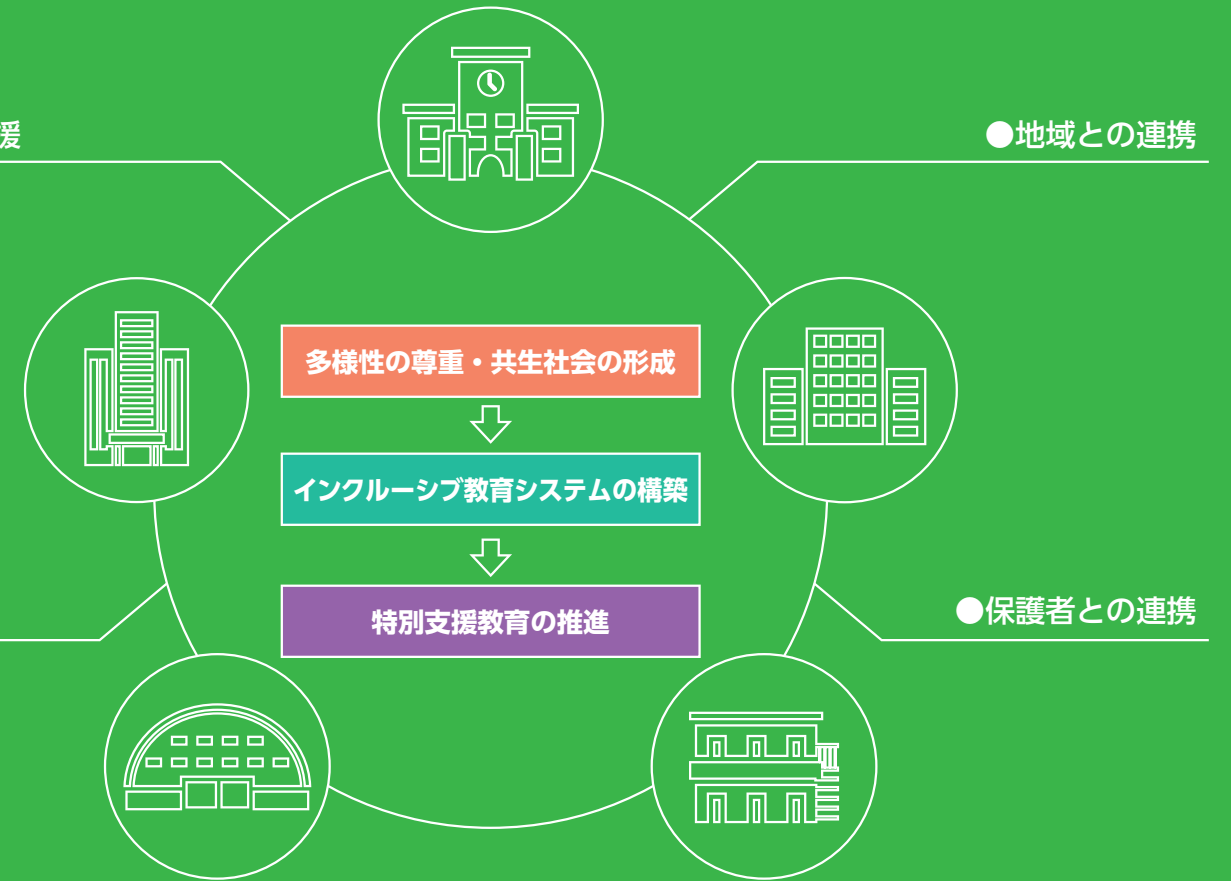 援
●地域との連携
多様性の尊重・共生社会の形成
インクルーシブ教育システムの構築
特別支援教育の推進
●保護者との連携